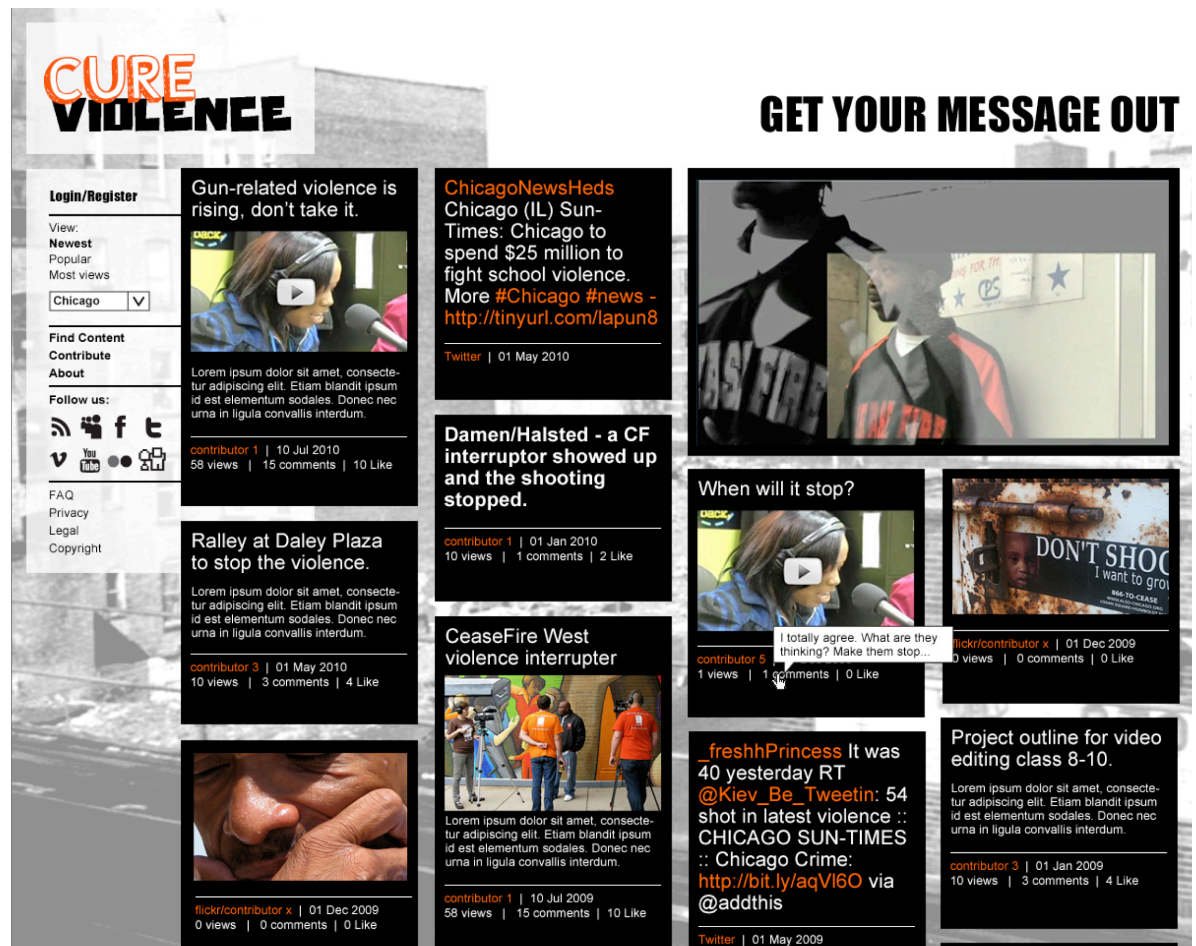 CURE
VIOLENCE
GET YOUR MESSAGE OUT
Login/Register
View:
Newest
Popular
Most views
Chicago
Find Content
Contribute
About
Follow us:
You
Tube
FAQ
Privacy
Legal
Copyright
Gun-related violence is
rising, don't take it.
BACK,
Lorem ipsum dolor sit amet, consecte-
tur adipiscing elit. Etiam blandit ipsum
id est elementum sodales. Donec nec
urna in ligula convallis interdum.
contributor 1 | 10 Jul 2010
58 views | 15 comments | 10 Like
Ralley at Daley Plaza
to stop the violence.
Lorem ipsum dolor sit amet, consecte-
tur adipiscing elit. Etiam blandit ipsum
id est elementum sodales. Donec nec
urna in ligula convallis interdum.
contributor 3 | 01 May 2010
10 views | 3 comments | 4 Like
flickr/contributor x | 01 Dec 2009
0 views | 0 comments | 0 Like
ChicagoNewsHeds
Chicago (IL) Sun-
Times: Chicago to
spend $25 million to
fight school violence.
More #Chicago #news -
http://tinyurl.com/lapun8
Twitter | 01 May 2010
Damen/Halsted - a CF
interruptor showed up
and the shooting
stopped.
contributor 1 | 01 Jan 2010
10 views | 1 comments | 2 Like
CeaseFire West
violence interrupter
Lorem ipsum dolor sit amet, consecte-
tur adipiscing elit. Etiam blandit ipsum
id est elementum sodales. Donec nec
urna in ligula convallis interdum.
contributor 1 | 10 Jul 2009
58 views | 15 comments | 10 Like
FOR TH
CPS
When will it stop?
BACK,
I totally agree. What are they
thinking? Make them stop...
contributor 5 |
1 views | 1 comments | 0 Like
_freshhPrincess It was
40 yesterday RT
@Kiev_Be_Tweetin: 54
shot in latest violence ::
CHICAGO SUN-TIMES
:: Chicago Crime:
http://bit.ly/aqVl6O via
@addthis
Twitter | 01 May 2009
DON'T SHOO
I want to grow
866-TO-CEASE
flickr/contributor x | 01 Dec 2009
0 views | 0 comments | 0 Like
Project outline for video
editing class 8-10.
Lorem ipsum dolor sit amet, consecte-
tur adipiscing elit. Etiam blandit ipsum
id est elementum sodales. Donec nec
urna in ligula convallis interdum.
contributor 3 | 01 Jan 2009
10 views | 3 comments | 4 Like